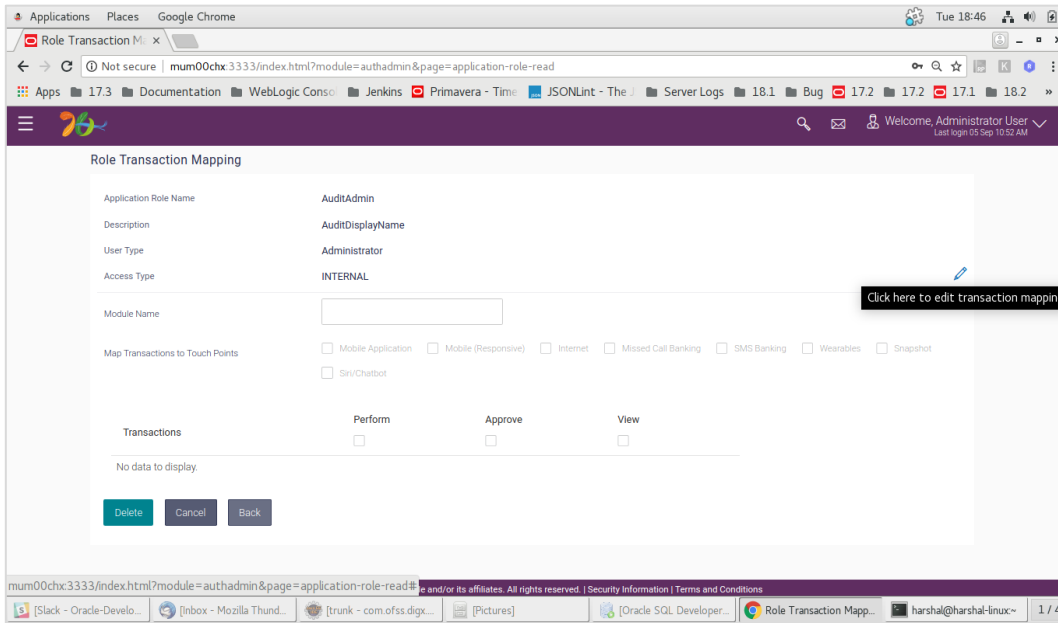 Applications Places Google Chrome Tue 18:46
Role Transaction Ma
Not secure | mum00chx:3333/index.html?module=authadmin&page=application-role-read
Apps 17.3 Documentation WebLogic Consol Jenkins Primavera - Time JSONLint - The J Server Logs 18.1 Bug 17.2 17.2 17.1 18.2 »
Welcome, Administrator User
Last login 05 Sep 10:52 AM
Role Transaction Mapping
Application Role Name AuditAdmin
Description AuditDisplayName
User Type Administrator
Access Type INTERNAL
Click here to edit transaction mappin
Module Name
Map Transactions to Touch Points Mobile Application Mobile (Responsive) Internet Missed Call Banking SMS Banking Wearables Snapshot
Siri/Chatbot
Transactions Perform Approve View
No data to display.
Delete Cancel Back
mum00chx:3333/index.html?module=authadmin&page=application-role-read# e and/or its affiliates. All rights reserved. | Security Information | Terms and Conditions
[Slack - Oracle-Develo... [Inbox - Mozilla Thund... [trunk - com.ofss.digx.... [Pictures] [Oracle SQL Developer... Role Transaction Mapp... harshal@harshal-linux:~ 1 / 4